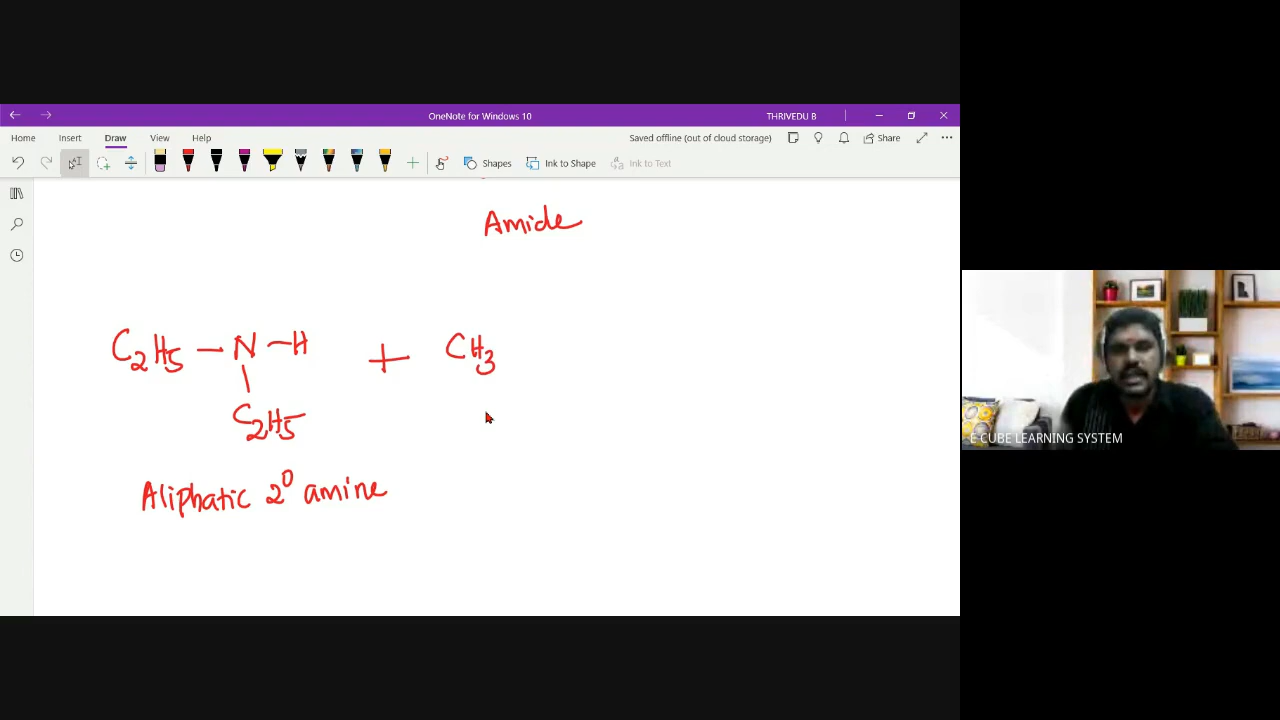 OneNote for Windows 10
THRIVEDU B
Home Insert Draw View Help
Saved offline (out of cloud storage)
Share
Shapes
Ink to Shape
Ink to Text
Amide
C2H5 — N — H + CH3
|
C2H5
Aliphatic 2⁰ amine
E CUBE LEARNING SYSTEM